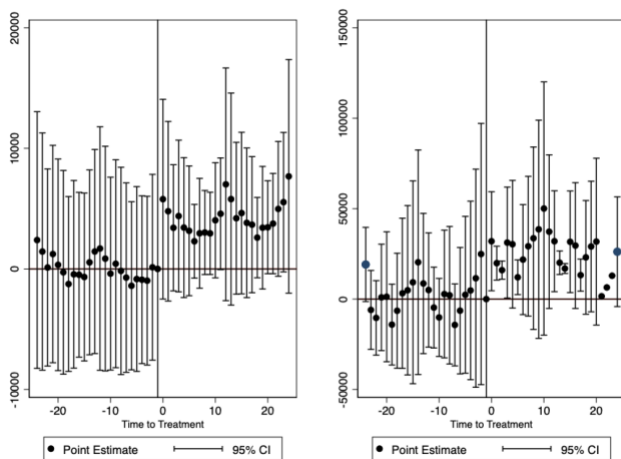 20000
10000
0
-10000
-20 -10 0 10 20
Time to Treatment
Point Estimate 95% CI
150000
100000
50000
0
-50000
-20 -10 0 10 20
Time to Treatment
Point Estimate 95% CI